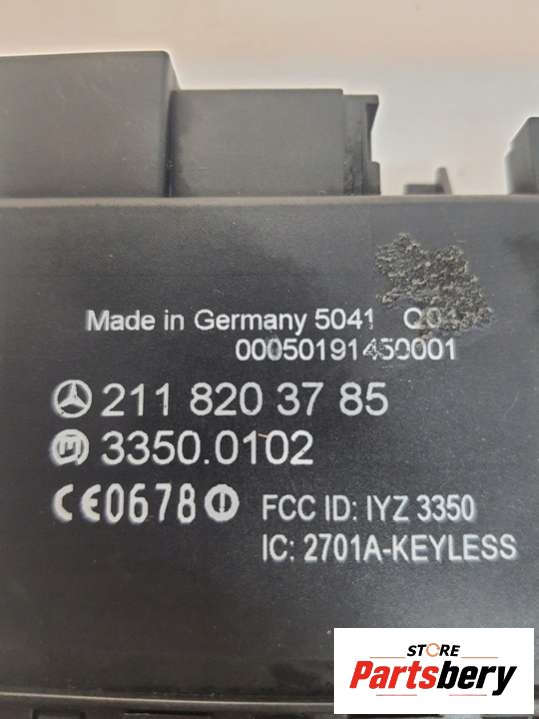 Made in Germany 5041
00050191450001
211 820 37 85
3350.0102
CE0678
FCC ID: IYZ 3350
IC: 2701A-KEYLESS
STORE
Partsbery